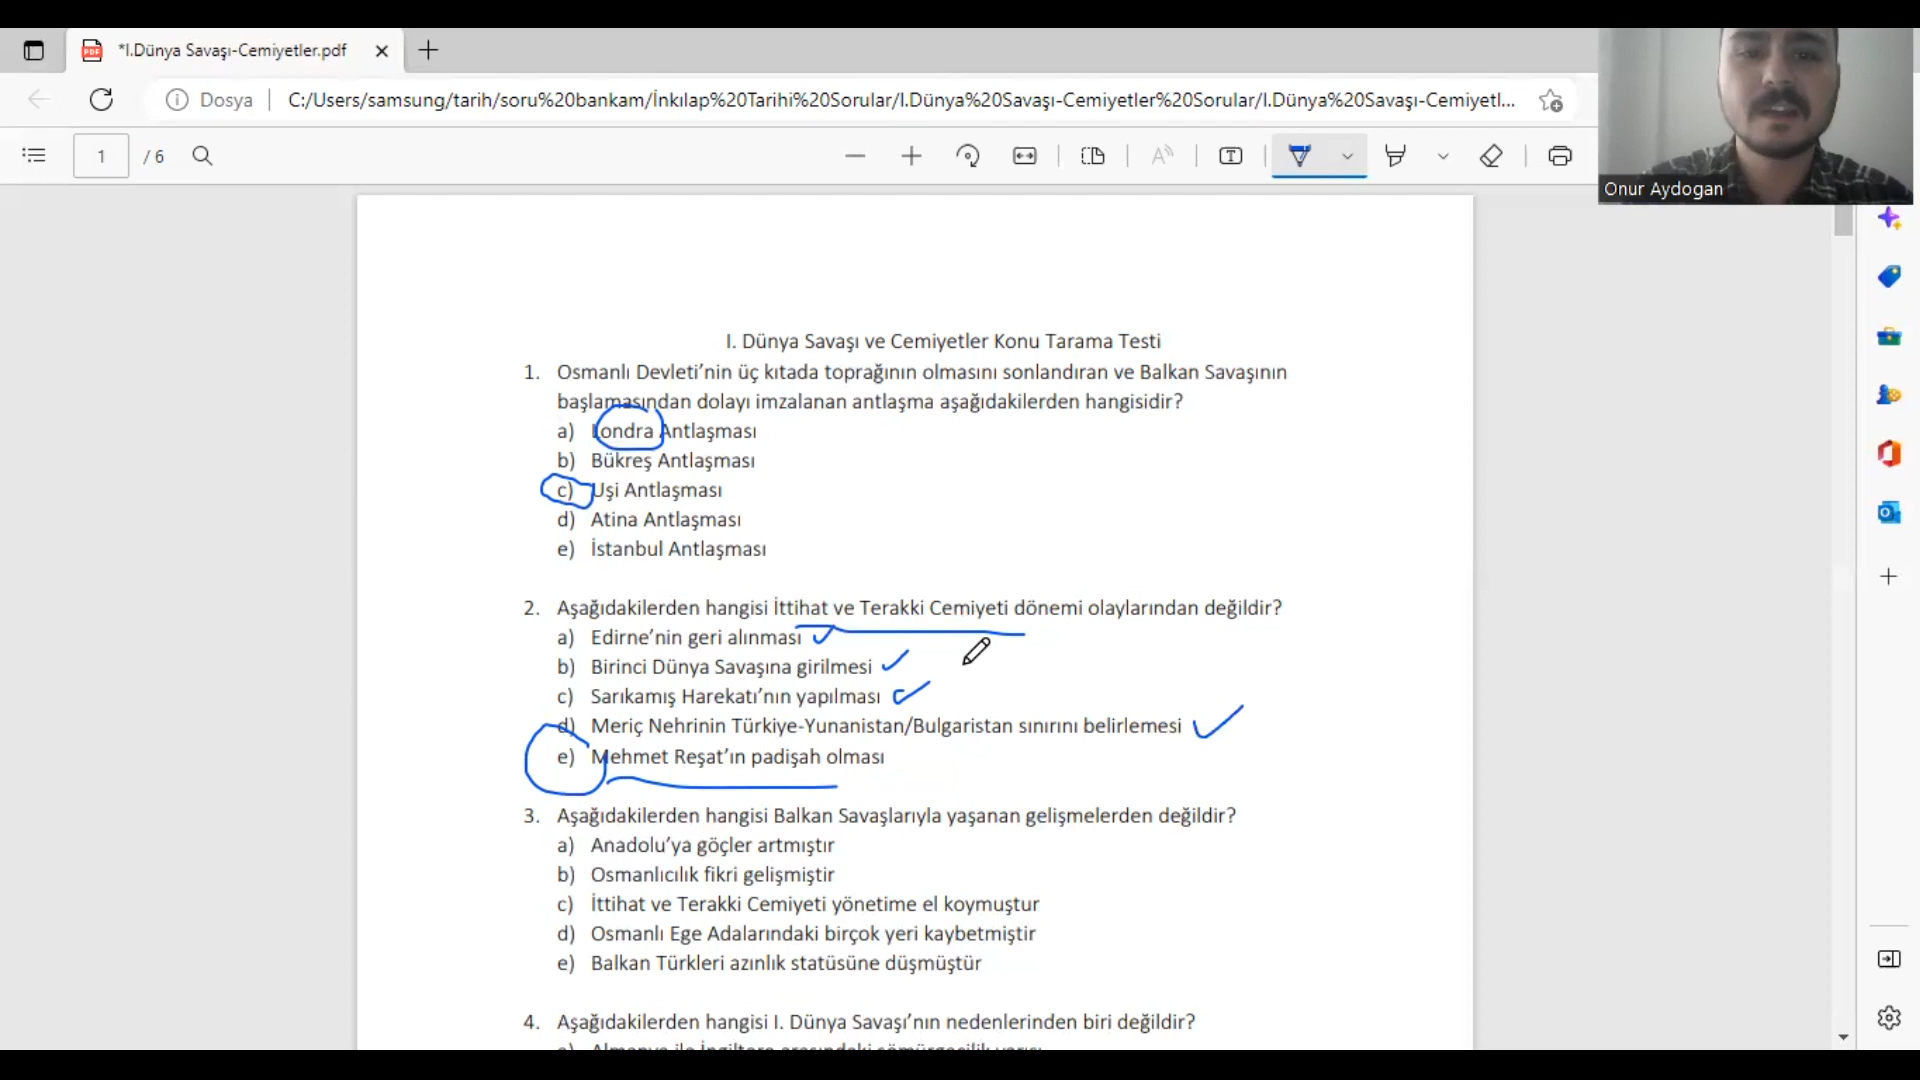 *I.Dünya Savaşı-Cemiyetler.pdf
Dosya
C:/Users/samsung/tarih/soru%20bankam/İnkılap%20Tarihi%20Sorular/I.Dünya%20Savaşı-Cemiyetler%20Sorular/I.Dünya%20Savaşı-Cemiyetl...
1 / 6
Onur Aydogan
I. Dünya Savaşı ve Cemiyetler Konu Tarama Testi
1. Osmanlı Devleti’nin üç kıtada toprağının olmasını sonlandıran ve Balkan Savaşının
başlamasından dolayı imzalanan antlaşma aşağıdakilerden hangisidir?
a) Londra Antlaşması
b) Bükreş Antlaşması
c) Uşi Antlaşması
d) Atina Antlaşması
e) İstanbul Antlaşması
2. Aşağıdakilerden hangisi İttihat ve Terakki Cemiyeti dönemi olaylarından değildir?
a) Edirne’nin geri alınması
b) Birinci Dünya Savaşına girilmesi
c) Sarıkamış Harekatı’nın yapılması
d) Meriç Nehrinin Türkiye-Yunanistan/Bulgaristan sınırını belirlemesi
e) Mehmet Reşat’ın padişah olması
3. Aşağıdakilerden hangisi Balkan Savaşlarıyla yaşanan gelişmelerden değildir?
a) Anadolu’ya göçler artmıştır
b) Osmanlıcılık fikri gelişmiştir
c) İttihat ve Terakki Cemiyeti yönetime el koymuştur
d) Osmanlı Ege Adalarındaki birçok yeri kaybetmiştir
e) Balkan Türkleri azınlık statüsüne düşmüştür
4. Aşağıdakilerden hangisi I. Dünya Savaşı’nın nedenlerinden biri değildir?
a) Almanya ile İngiltere arasındaki sömürgecilik yarışı